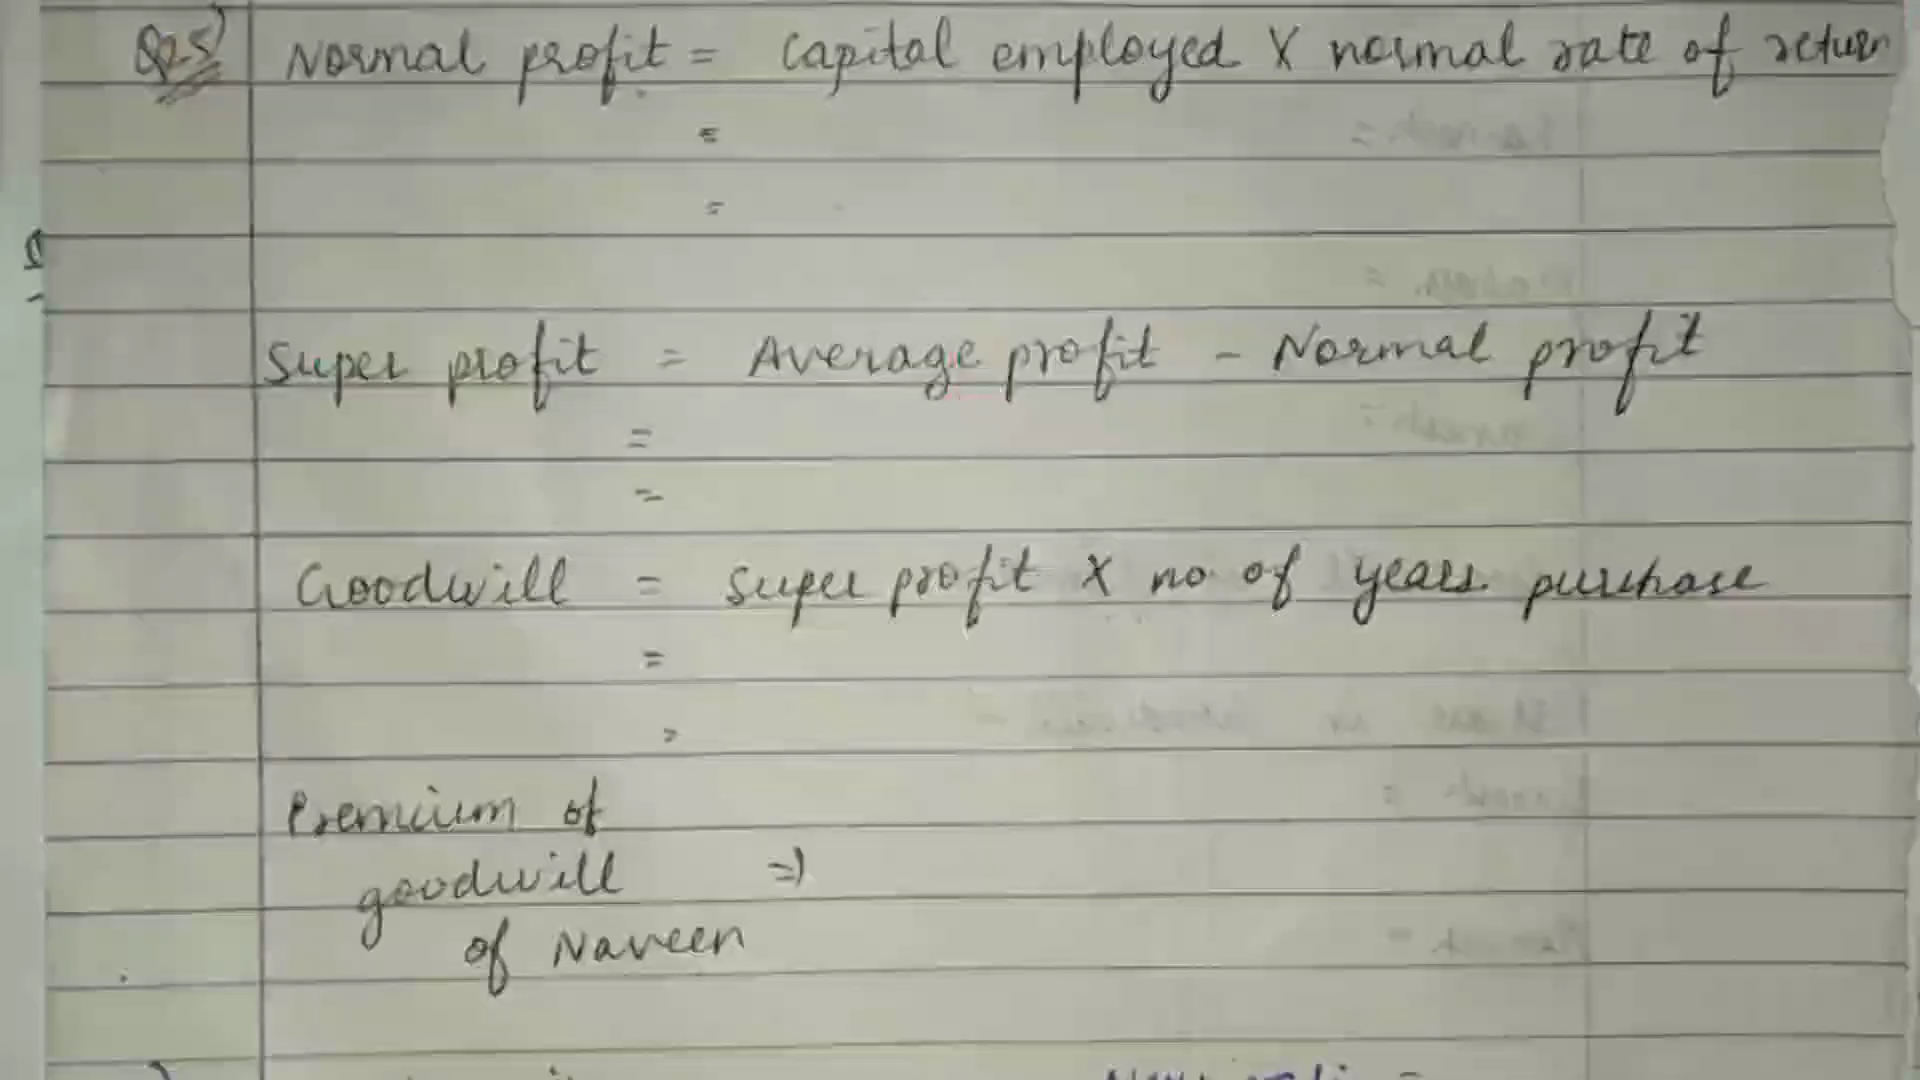 Q25) Normal profit = Capital employed X normal rate of return
=
=
Super profit = Average profit - Normal profit
=
=
Goodwill = Super profit X no of years purchase
=
=
Premium of
goodwill =)
of Naveen